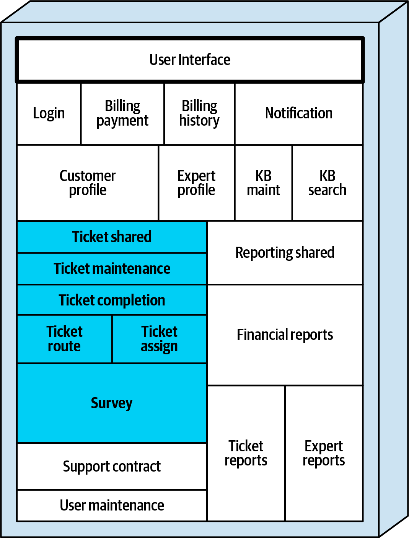 User Interface
Login
Billing
payment
Billing
history
Notification
Customer
profile
Expert
profile
KB
maint
KB
search
Ticket shared
Ticket maintenance
Ticket completion
Ticket
route
Ticket
assign
Survey
Support contract
User maintenance
Reporting shared
Financial reports
Ticket
reports
Expert
reports